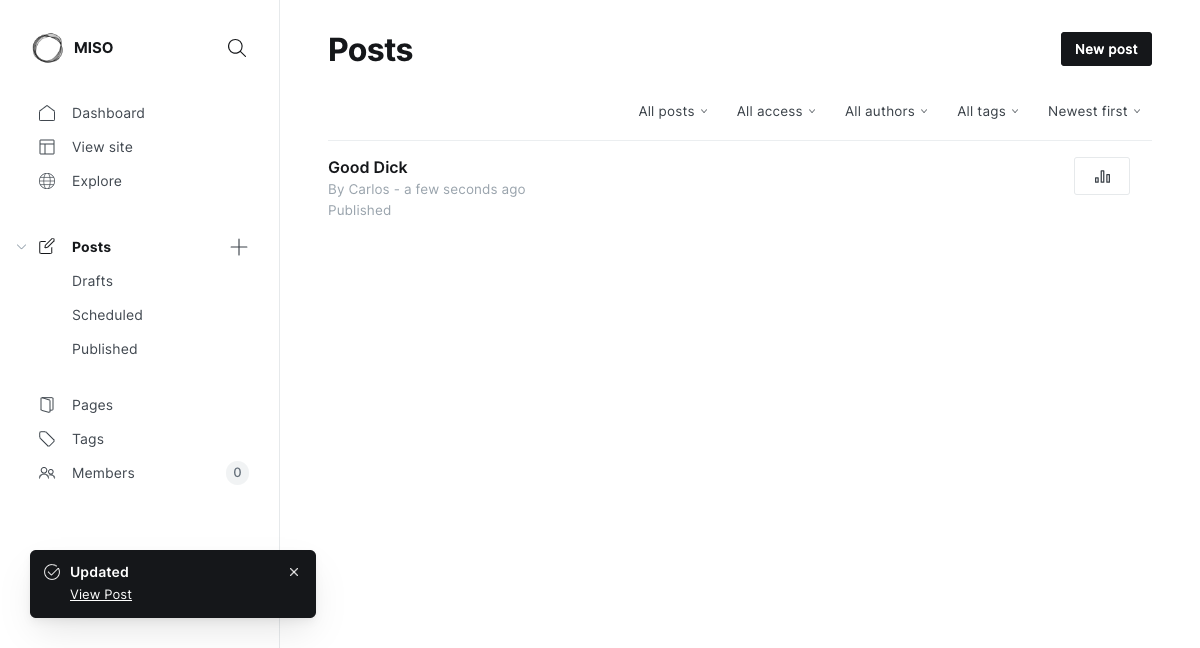 MISO
Dashboard
View site
Explore
Posts
Drafts
Scheduled
Published
Pages
Tags
Members 0
Posts
New post
All posts All access All authors All tags Newest first
Good Dick
By Carlos - a few seconds ago
Published
Updated
View Post